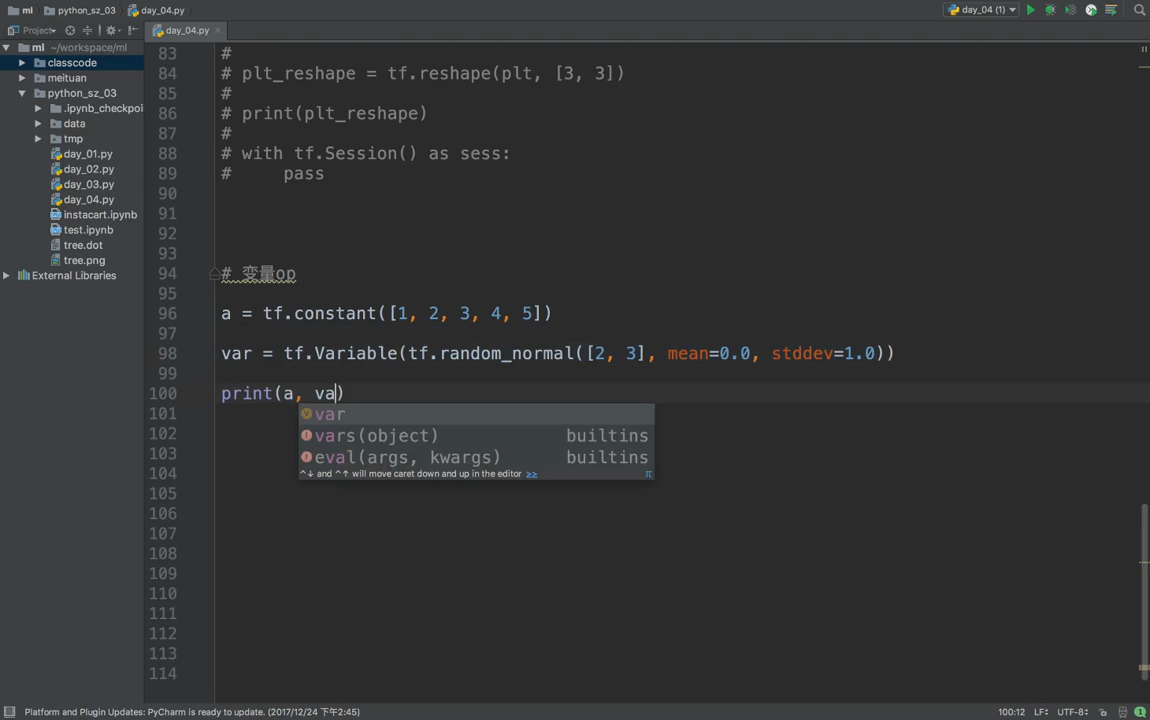 ml
python_sz_03
day_04.py
day_04 (1)
Project
day_04.py
ml ~/workspace/ml
classcode
meituan
python_sz_03
.ipynb_checkpoi
data
tmp
day_01.py
day_02.py
day_03.py
day_04.py
instacart.ipynb
test.ipynb
tree.dot
tree.png
External Libraries
83 #
84 # plt_reshape = tf.reshape(plt, [3, 3])
85 #
86 # print(plt_reshape)
87 #
88 # with tf.Session() as sess:
89 #     pass
90
91
92
93
94 # 变量op
95
96 a = tf.constant([1, 2, 3, 4, 5])
97
98 var = tf.Variable(tf.random_normal([2, 3], mean=0.0, stddev=1.0))
99
100 print(a, va)
var
vars(object) builtins
eval(args, kwargs) builtins
^↓ and ^↑ will move caret down and up in the editor >> π
101
102
103
104
105
106
107
108
109
110
111
112
113
114
Platform and Plugin Updates: PyCharm is ready to update. (2017/12/24 下午2:45)
100:12 LF÷ UTF-8÷ 1